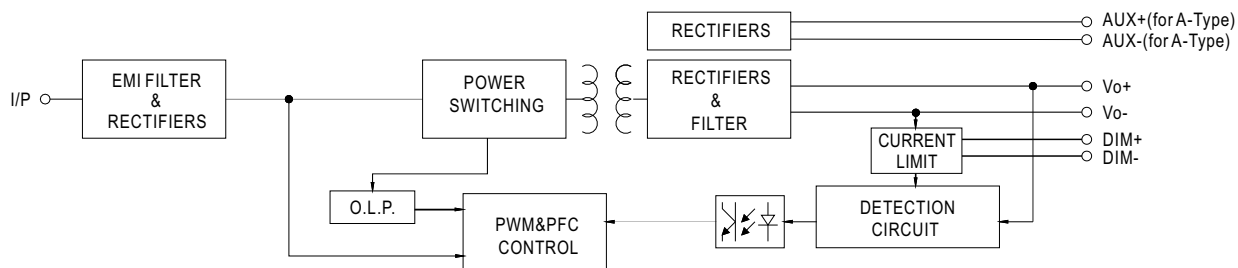 RECTIFIERS
AUX+(for A-Type)
AUX-(for A-Type)
I/P
EMI FILTER
&
RECTIFIERS
POWER
SWITCHING
RECTIFIERS
&
FILTER
Vo+
Vo-
CURRENT
LIMIT
DIM+
DIM-
O.L.P.
PWM&PFC
CONTROL
DETECTION
CIRCUIT